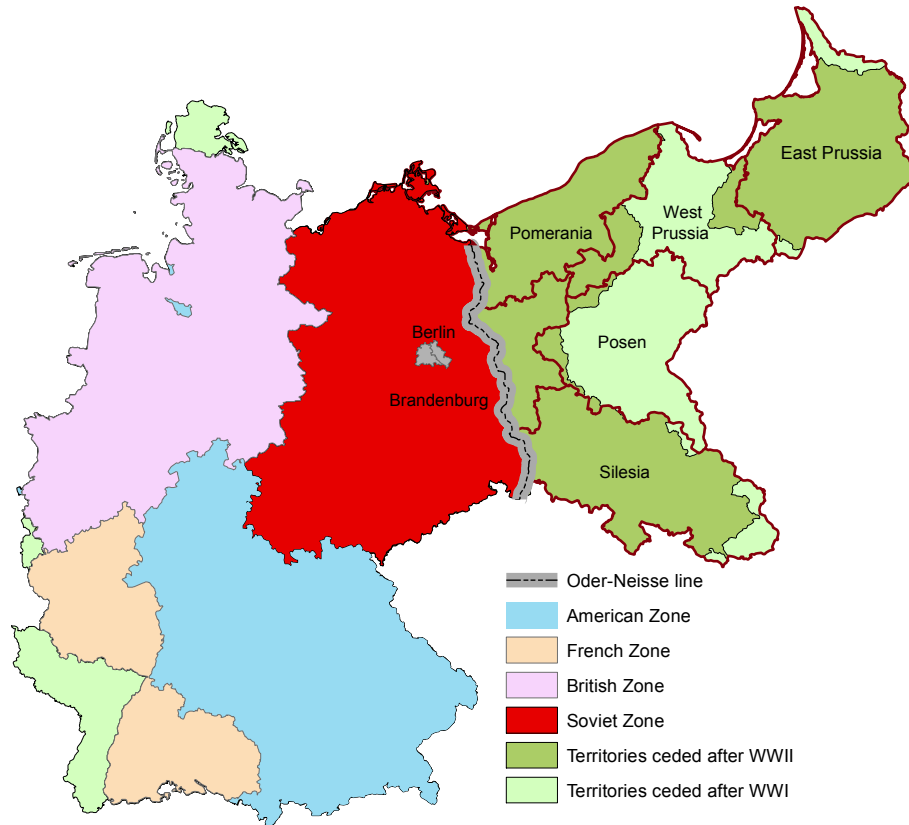 East Prussia
West
Prussia
Pomerania
Berlin
Posen
Brandenburg
Silesia
Oder-Neisse line
American Zone
French Zone
British Zone
Soviet Zone
Territories ceded after WWII
Territories ceded after WWI